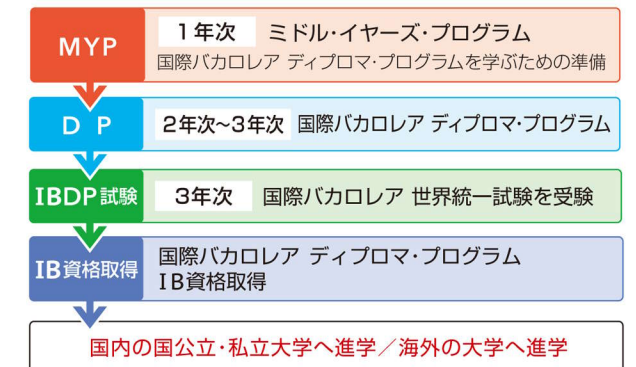 MYP
1年次 ミドル・イヤーズ・プログラム
国際バカロレア ディプロマ・プログラムを学ぶための準備
DP
2年次~3年次 国際バカロレア ディプロマ・プログラム
IBDP試験
3年次 国際バカロレア 世界統一試験を受験
IB資格取得
国際バカロレア ディプロマ・プログラム
IB資格取得
国内の国公立・私立大学へ進学／海外の大学へ進学